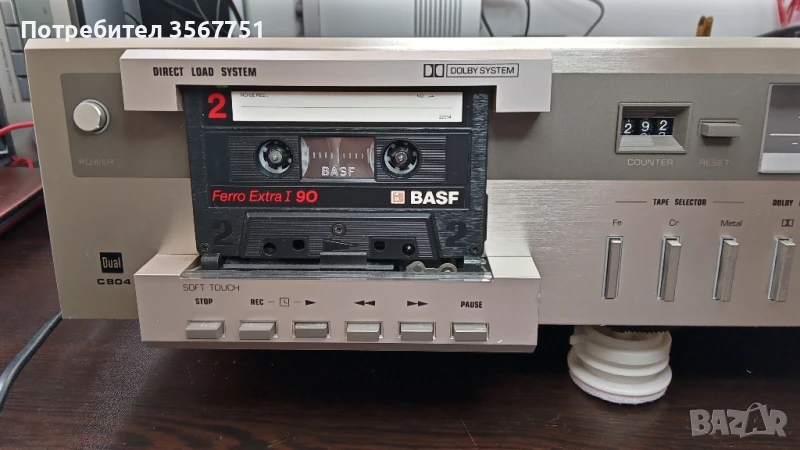 Потребител 3567751
DIRECT LOAD SYSTEM
DOLBY SYSTEM
2
BASF
Ferro Extra I 90
BASF
2 2
POWER
292
COUNTER
RESET
TAPE SELECTOR
DOLBY
Fe Cr Metal
Dual
C804
SOFT TOUCH
STOP REC PAUSE
BAZAR